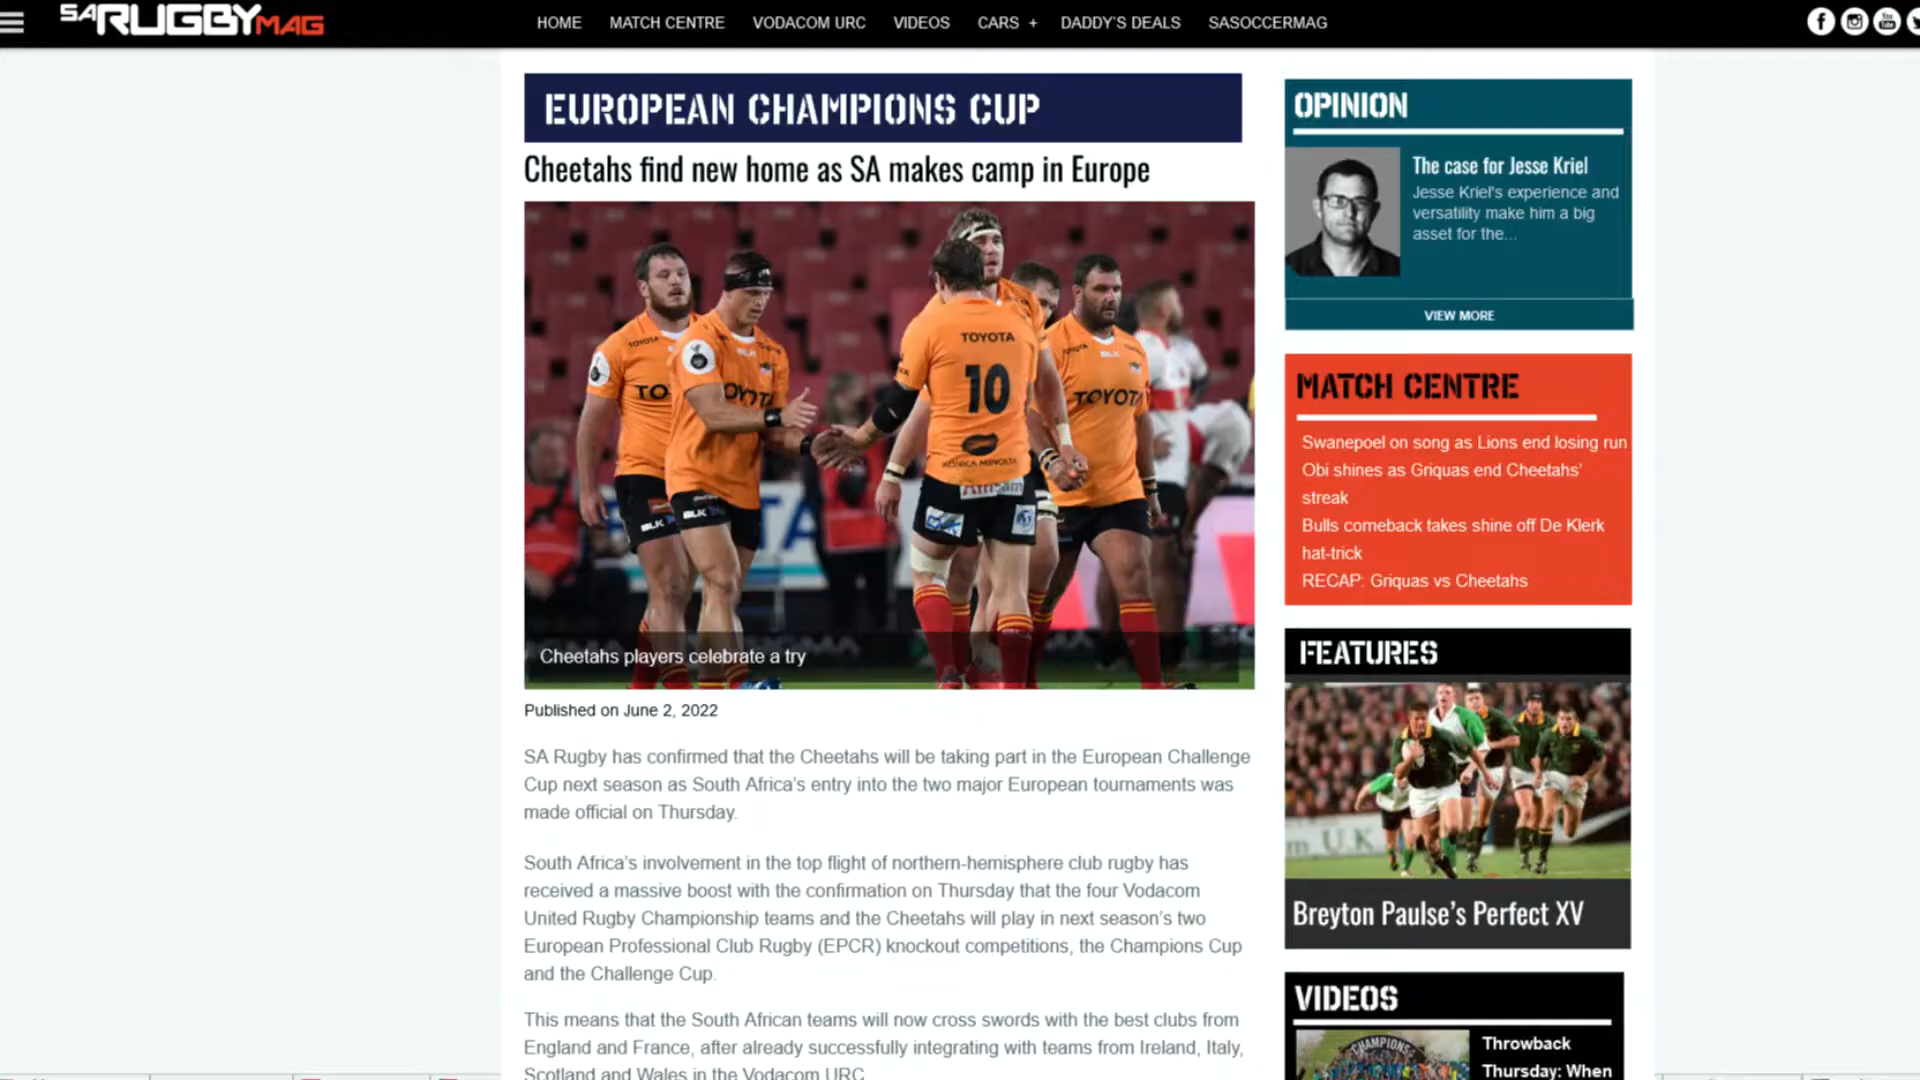 SARUGBYMAG
HOME MATCH CENTRE VODACOM URC VIDEOS CARS + DADDY'S DEALS SASOCCERMAG
EUROPEAN CHAMPIONS CUP
Cheetahs find new home as SA makes camp in Europe
TOYOTA
TO
TOYOTA
10
KONICA MINOLTA
AfriSam
TOYOTA
BLK
BLK
Cheetahs players celebrate a try
Published on June 2, 2022
SA Rugby has confirmed that the Cheetahs will be taking part in the European Challenge
Cup next season as South Africa's entry into the two major European tournaments was
made official on Thursday.
South Africa's involvement in the top flight of northern-hemisphere club rugby has
received a massive boost with the confirmation on Thursday that the four Vodacom
United Rugby Championship teams and the Cheetahs will play in next season's two
European Professional Club Rugby (EPCR) knockout competitions, the Champions Cup
and the Challenge Cup.
This means that the South African teams will now cross swords with the best clubs from
England and France, after already successfully integrating with teams from Ireland, Italy,
Scotland and Wales in the Vodacom URC
OPINION
The case for Jesse Kriel
Jesse Kriel's experience and
versatility make him a big
asset for the...
VIEW MORE
MATCH CENTRE
Swanepoel on song as Lions end losing run
Obi shines as Griquas end Cheetahs'
streak
Bulls comeback takes shine off De Klerk
hat-trick
RECAP: Griquas vs Cheetahs
FEATURES
U.K
Breyton Paulse's Perfect XV
VIDEOS
CHAMPIONS
Throwback
Thursday: When